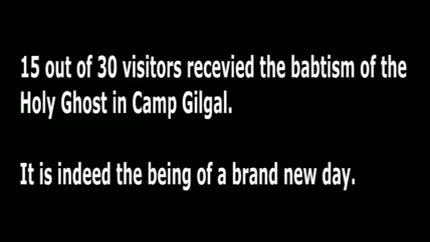 15 out of 30 visitors recevied the babtism of the
Holy Ghost in Camp Gilgal.
It is indeed the being of a brand new day.